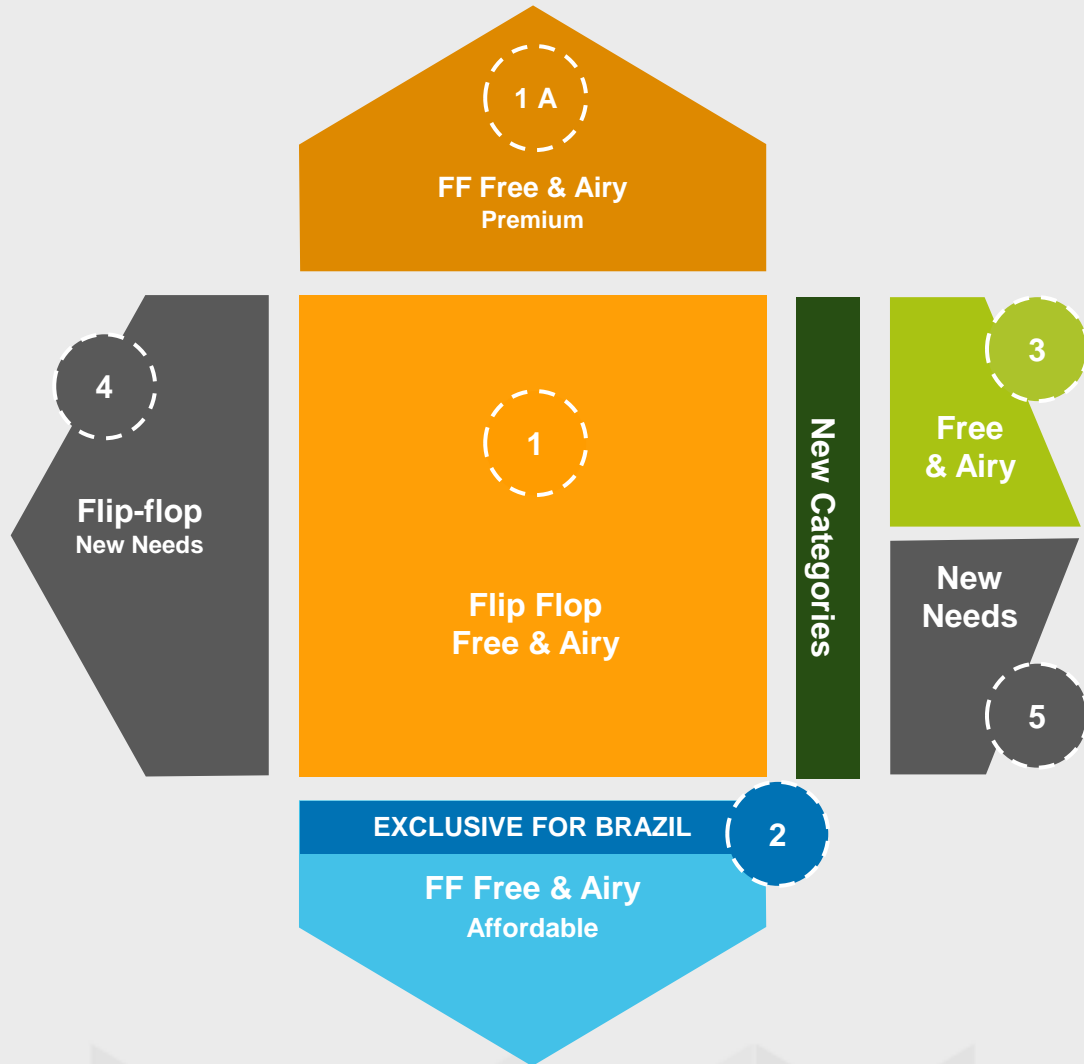 1 A
FF Free & Airy
Premium
4
Flip-flop
New Needs
1
Flip Flop
Free & Airy
New Categories
3
Free
& Airy
New
Needs
5
EXCLUSIVE FOR BRAZIL
2
FF Free & Airy
Affordable